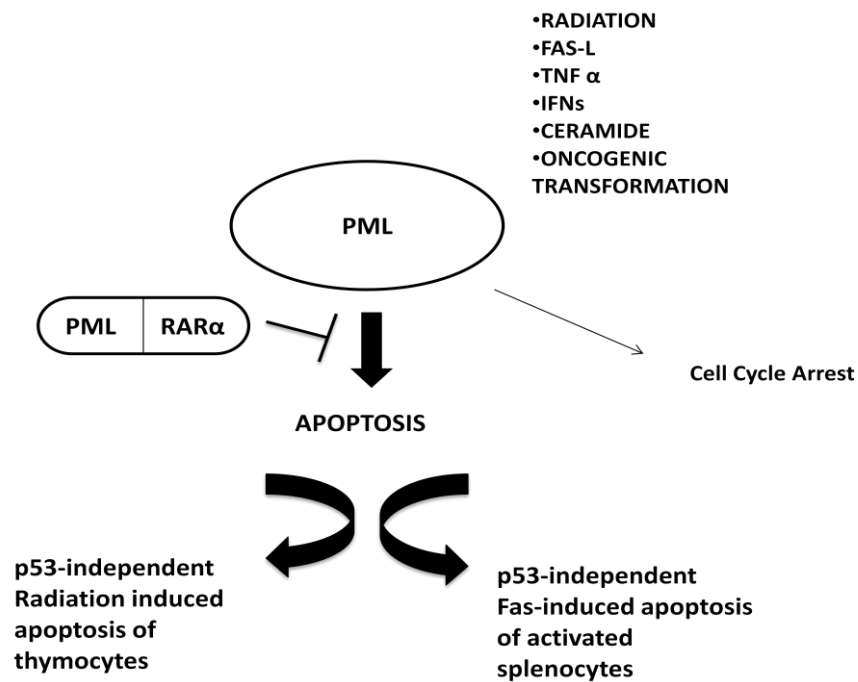 •RADIATION
•FAS-L
•TNF α
•IFNs
•CERAMIDE
•ONCOGENIC
TRANSFORMATION
PML
PML RARα
Cell Cycle Arrest
APOPTOSIS
p53-independent
Radiation induced
apoptosis of
thymocytes
p53-independent
Fas-induced apoptosis
of activated
splenocytes